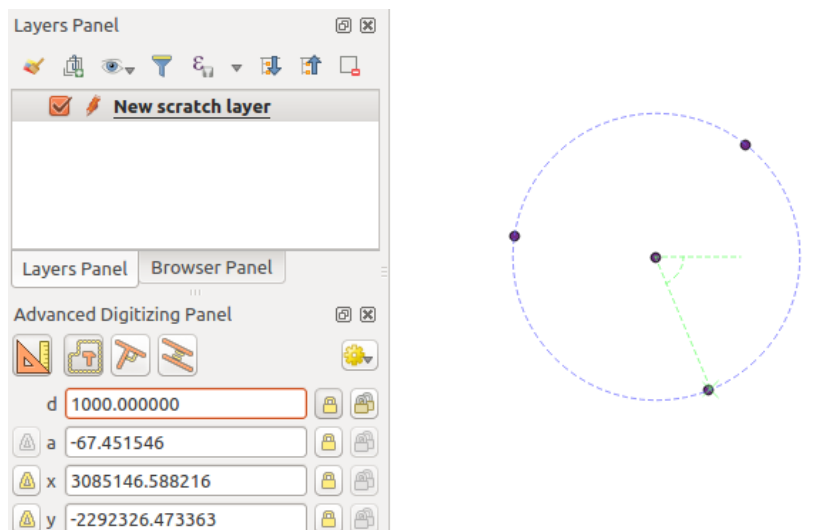 Layers Panel
New scratch layer
Layers Panel Browser Panel
Advanced Digitizing Panel
d 1000.000000
a -67.451546
x 3085146.588216
y -2292326.473363